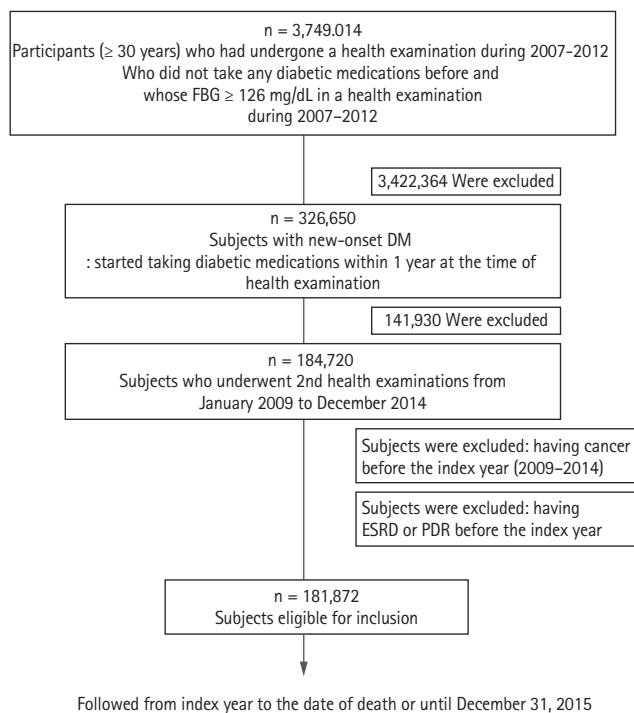 n = 3,749.014
Participants (≥ 30 years) who had undergone a health examination during 2007-2012
Who did not take any diabetic medications before and
whose FBG ≥ 126 mg/dL in a health examination
during 2007–2012
3,422,364 Were excluded
n = 326,650
Subjects with new-onset DM
: started taking diabetic medications within 1 year at the time of
health examination
141,930 Were excluded
n = 184,720
Subjects who underwent 2nd health examinations from
January 2009 to December 2014
Subjects were excluded: having cancer
before the index year (2009–2014)
Subjects were excluded: having
ESRD or PDR before the index year
n = 181,872
Subjects eligible for inclusion
Followed from index year to the date of death or until December 31, 2015